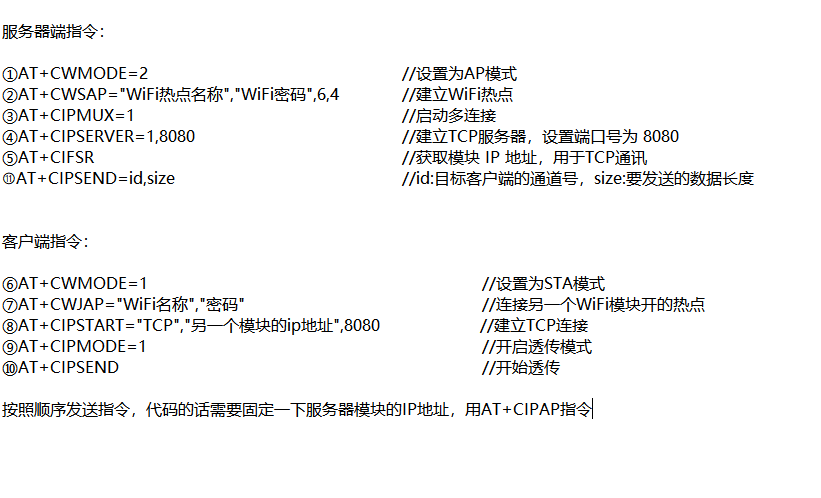 服务器端指令：
①AT+CWMODE=2 //设置为AP模式
②AT+CWSAP="WiFi热点名称","WiFi密码",6,4 //建立WiFi热点
③AT+CIPMUX=1 //启动多连接
④AT+CIPSERVER=1,8080 //建立TCP服务器，设置端口号为 8080
⑤AT+CIFSR //获取模块 IP 地址，用于TCP通讯
⑪AT+CIPSEND=id,size //id:目标客户端的通道号，size:要发送的数据长度
客户端指令：
⑥AT+CWMODE=1 //设置为STA模式
⑦AT+CWJAP="WiFi名称","密码" //连接另一个WiFi模块开的热点
⑧AT+CIPSTART="TCP","另一个模块的ip地址",8080 //建立TCP连接
⑨AT+CIPMODE=1 //开启透传模式
⑩AT+CIPSEND //开始透传
按照顺序发送指令，代码的话需要固定一下服务器模块的IP地址，用AT+CIPAP指令